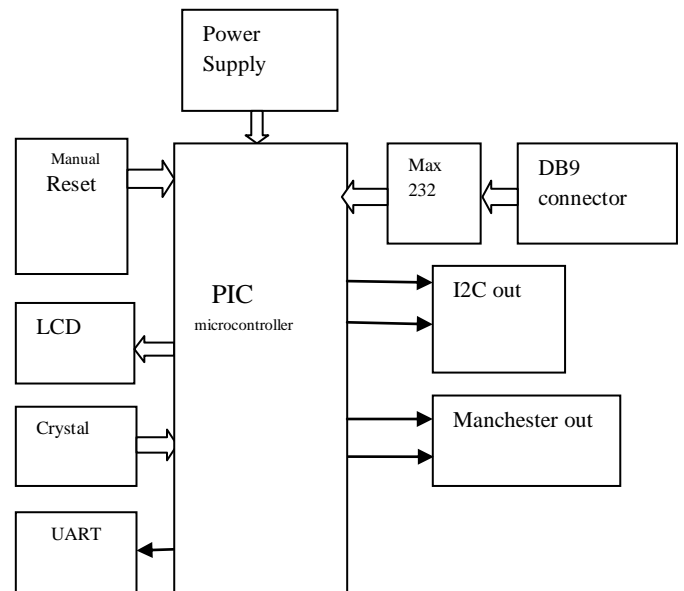 Power
Supply
Manual
Reset
Max
232
DB9
connector
PIC
microcontroller
I2C out
LCD
Manchester out
Crystal
UART